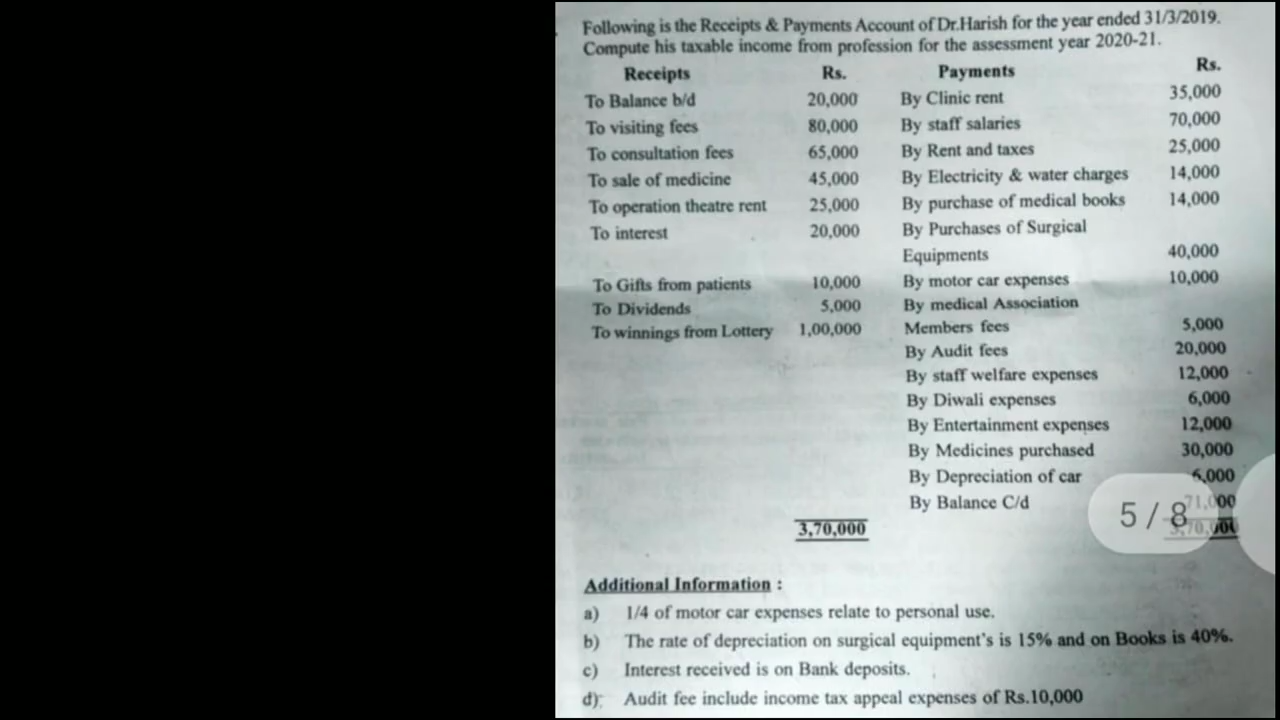 Following is the Receipts & Payments Account of Dr.Harish for the year ended 31/3/2019.
Compute his taxable income from profession for the assessment year 2020-21.
Receipts Rs. Payments Rs.
To Balance b/d 20,000 By Clinic rent 35,000
To visiting fees 80,000 By staff salaries 70,000
To consultation fees 65,000 By Rent and taxes 25,000
To sale of medicine 45,000 By Electricity & water charges 14,000
To operation theatre rent 25,000 By purchase of medical books 14,000
To interest 20,000 By Purchases of Surgical
Equipments 40,000
To Gifts from patients 10,000 By motor car expenses 10,000
To Dividends 5,000 By medical Association
To winnings from Lottery 1,00,000 Members fees 5,000
By Audit fees 20,000
By staff welfare expenses 12,000
By Diwali expenses 6,000
By Entertainment expenses 12,000
By Medicines purchased 30,000
By Depreciation of car 6,000
By Balance C/d 71,000
5 / 8
3,70,000 3,70,000
Additional Information :
a) 1/4 of motor car expenses relate to personal use.
b) The rate of depreciation on surgical equipment's is 15% and on Books is 40%.
c) Interest received is on Bank deposits.
d) Audit fee include income tax appeal expenses of Rs.10,000